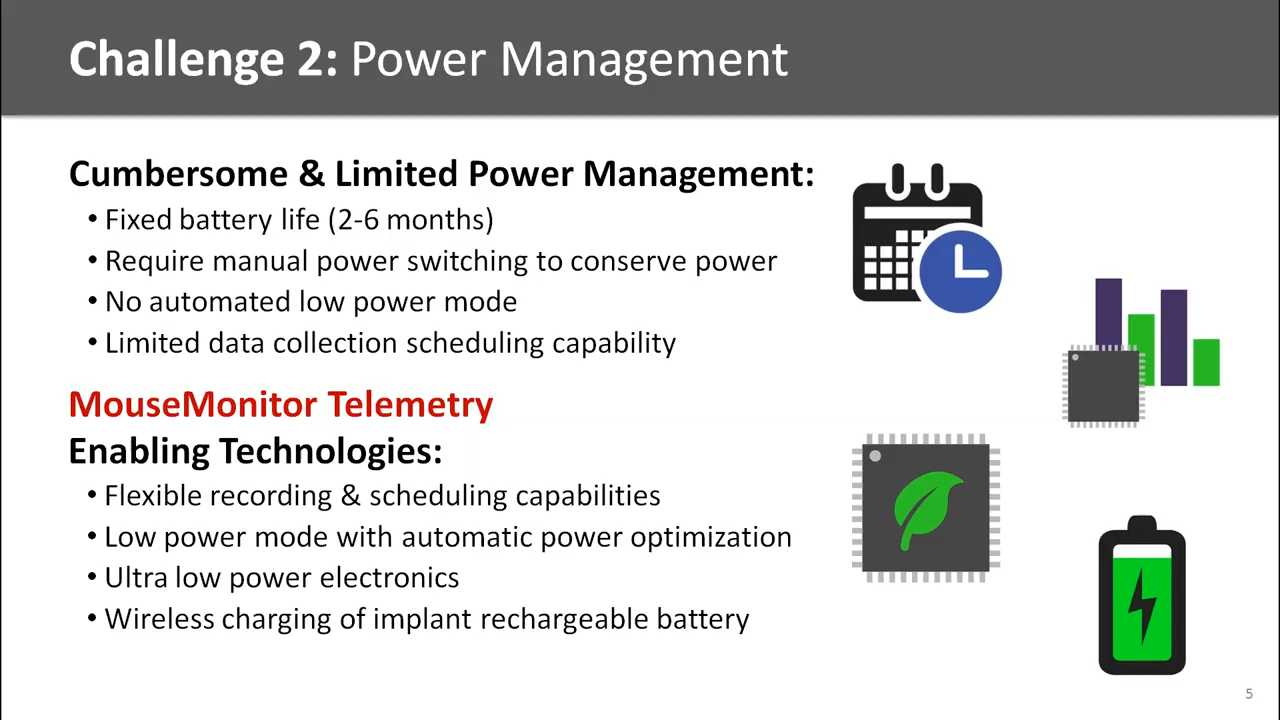 Challenge 2: Power Management
Cumbersome & Limited Power Management:
• Fixed battery life (2-6 months)
• Require manual power switching to conserve power
• No automated low power mode
• Limited data collection scheduling capability
MouseMonitor Telemetry
Enabling Technologies:
• Flexible recording & scheduling capabilities
• Low power mode with automatic power optimization
• Ultra low power electronics
• Wireless charging of implant rechargeable battery
5